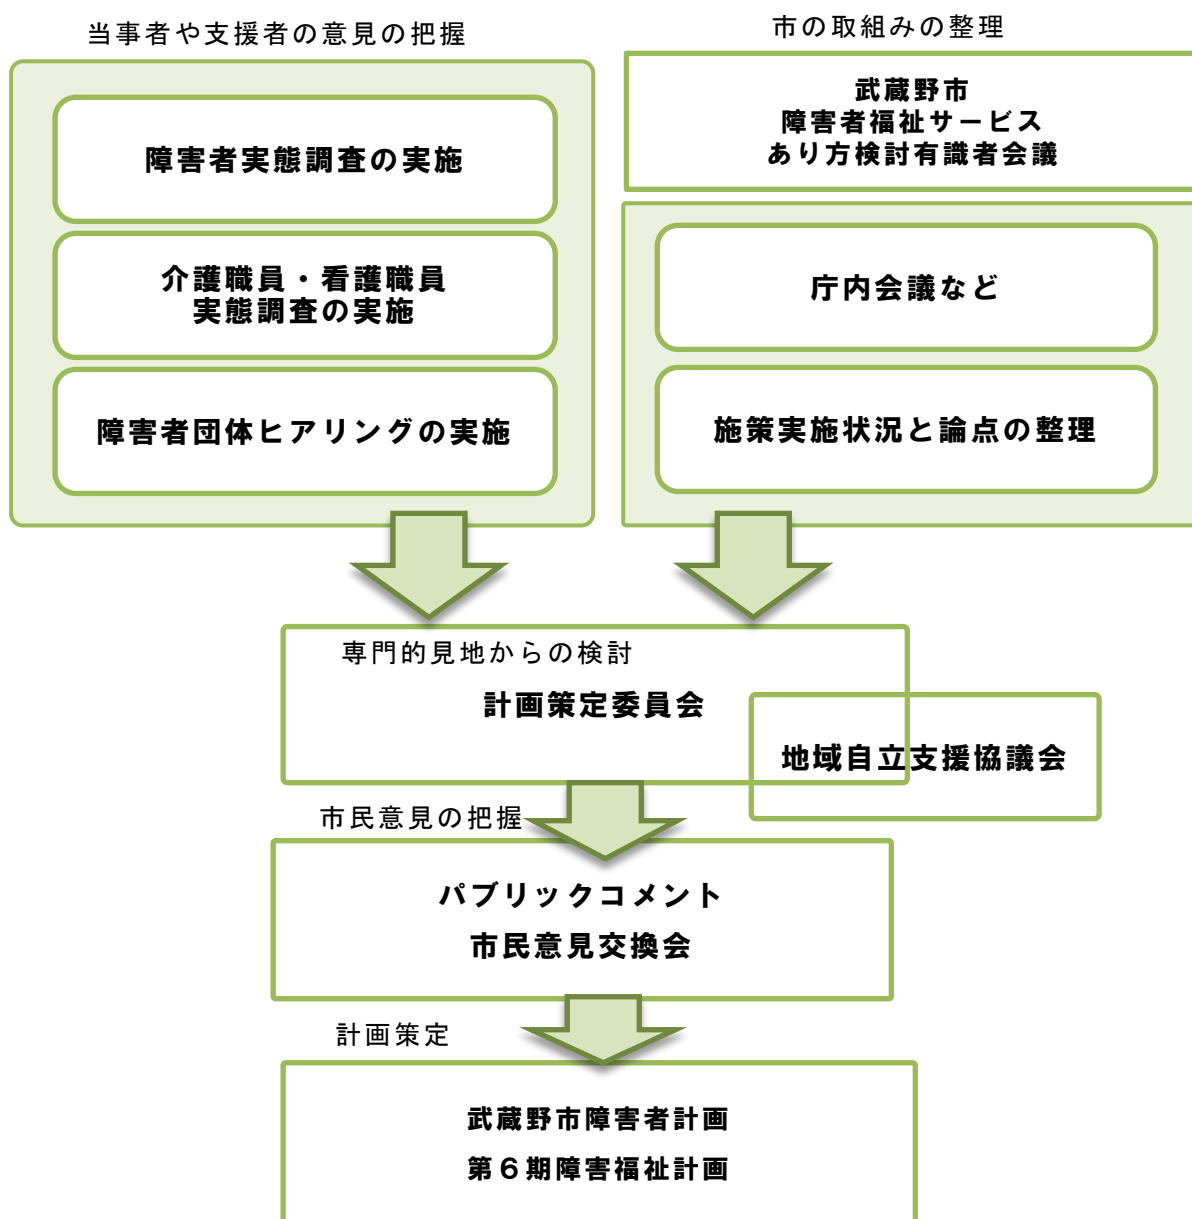 当事者や支援者の意見の把握
障害者実態調査の実施
介護職員・看護職員
実態調査の実施
障害者団体ヒアリングの実施
市の取組みの整理
武蔵野市
障害者福祉サービス
あり方検討有識者会議
庁内会議など
施策実施状況と論点の整理
専門的見地からの検討
計画策定委員会
地域自立支援協議会
市民意見の把握
パブリックコメント
市民意見交換会
計画策定
武蔵野市障害者計画
第６期障害福祉計画